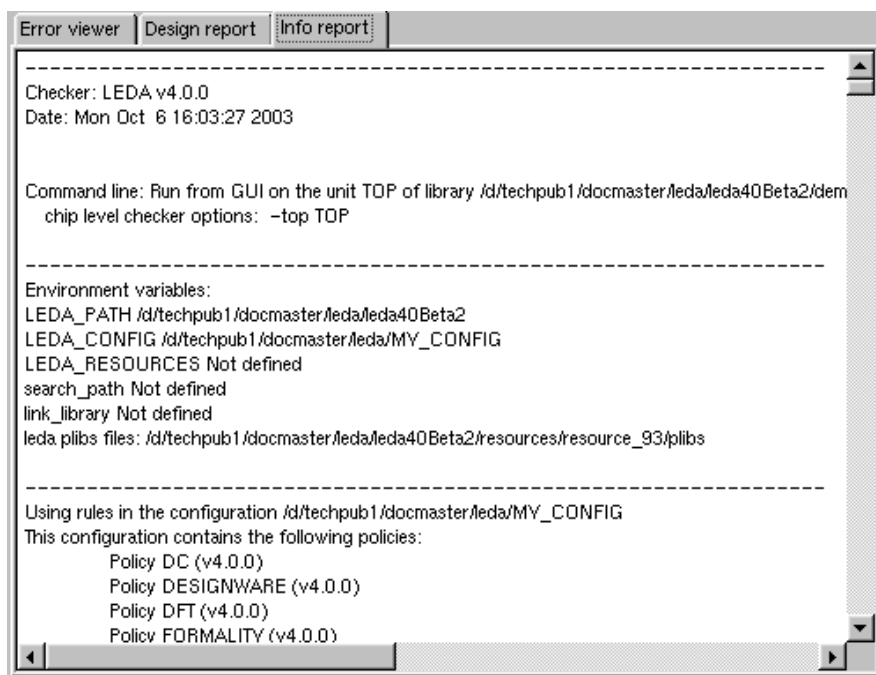 Error viewer Design report Info report
-----------------------------------------------------------------
Checker: LEDA v4.0.0
Date: Mon Oct  6 16:03:27 2003
Command line: Run from GUI on the unit TOP of library /d/techpub1/docmaster/leda/leda40Beta2/dem
chip level checker options:  -top TOP
-----------------------------------------------------------------
Environment variables:
LEDA_PATH /d/techpub1/docmaster/leda/leda40Beta2
LEDA_CONFIG /d/techpub1/docmaster/leda/MY_CONFIG
LEDA_RESOURCES Not defined
search_path Not defined
link_library Not defined
leda plibs files: /d/techpub1/docmaster/leda/leda40Beta2/resources/resource_93/plibs
-----------------------------------------------------------------
Using rules in the configuration /d/techpub1/docmaster/leda/MY_CONFIG
This configuration contains the following policies:
Policy DC (v4.0.0)
Policy DESIGNWARE (v4.0.0)
Policy DFT (v4.0.0)
Policy FORMALITY (v4.0.0)